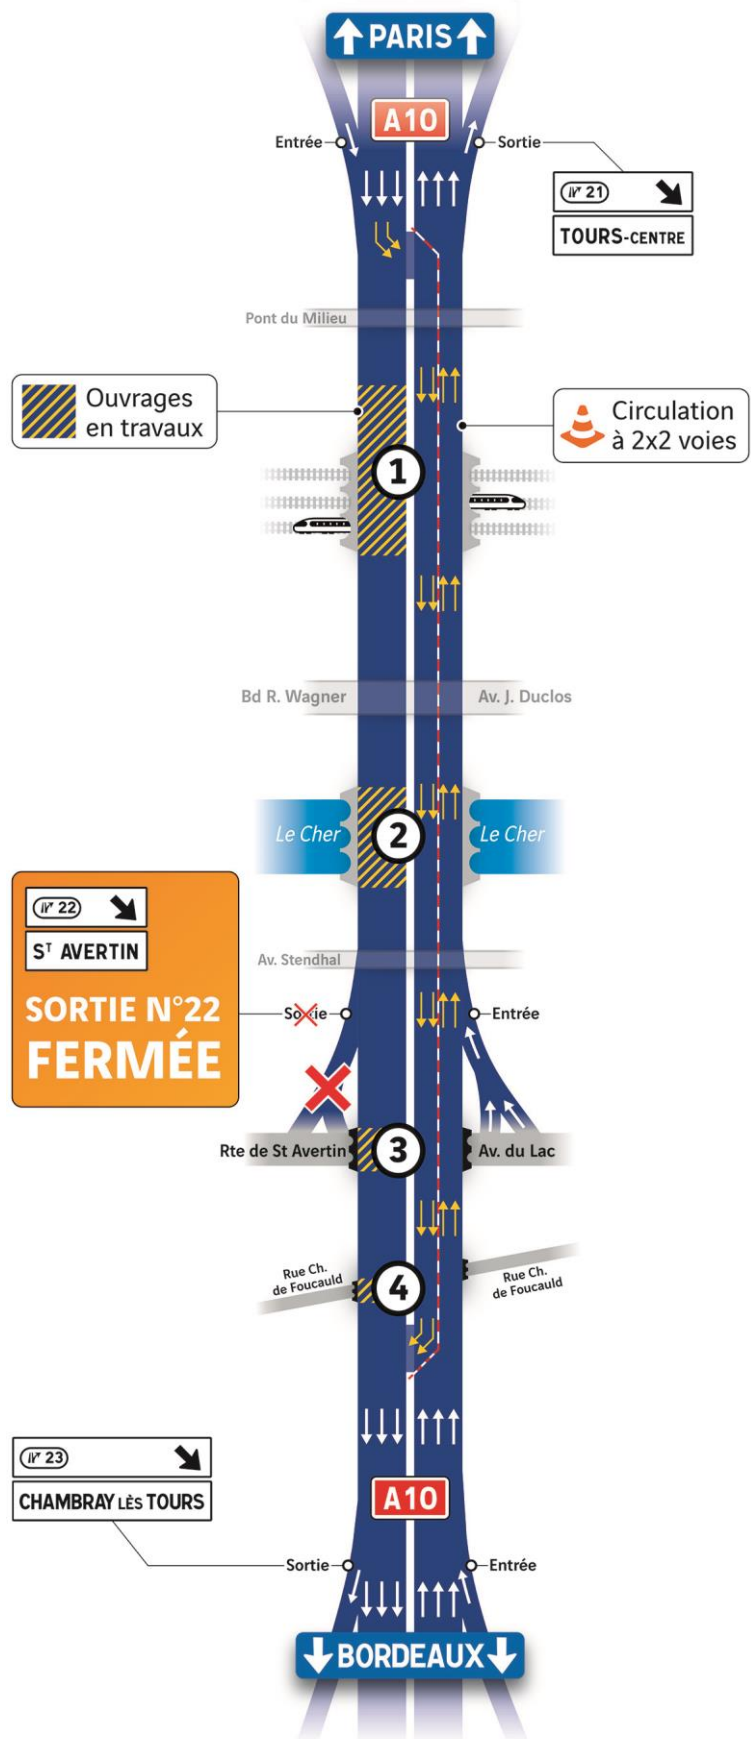 PARIS
A10
Entrée
Sortie
21
TOURS-CENTRE
Pont du Milieu
Ouvrages
en travaux
Circulation
à 2x2 voies
1
Bd R. Wagner
Av. J. Duclos
Le Cher
2
Le Cher
22
ST AVERTIN
SORTIE N°22
FERMÉE
Av. Stendhal
Sortie
Entrée
Rte de St Avertin
3
Av. du Lac
Rue Ch.
de Foucauld
4
Rue Ch.
de Foucauld
23
CHAMBRAY LÈS TOURS
A10
Sortie
Entrée
BORDEAUX